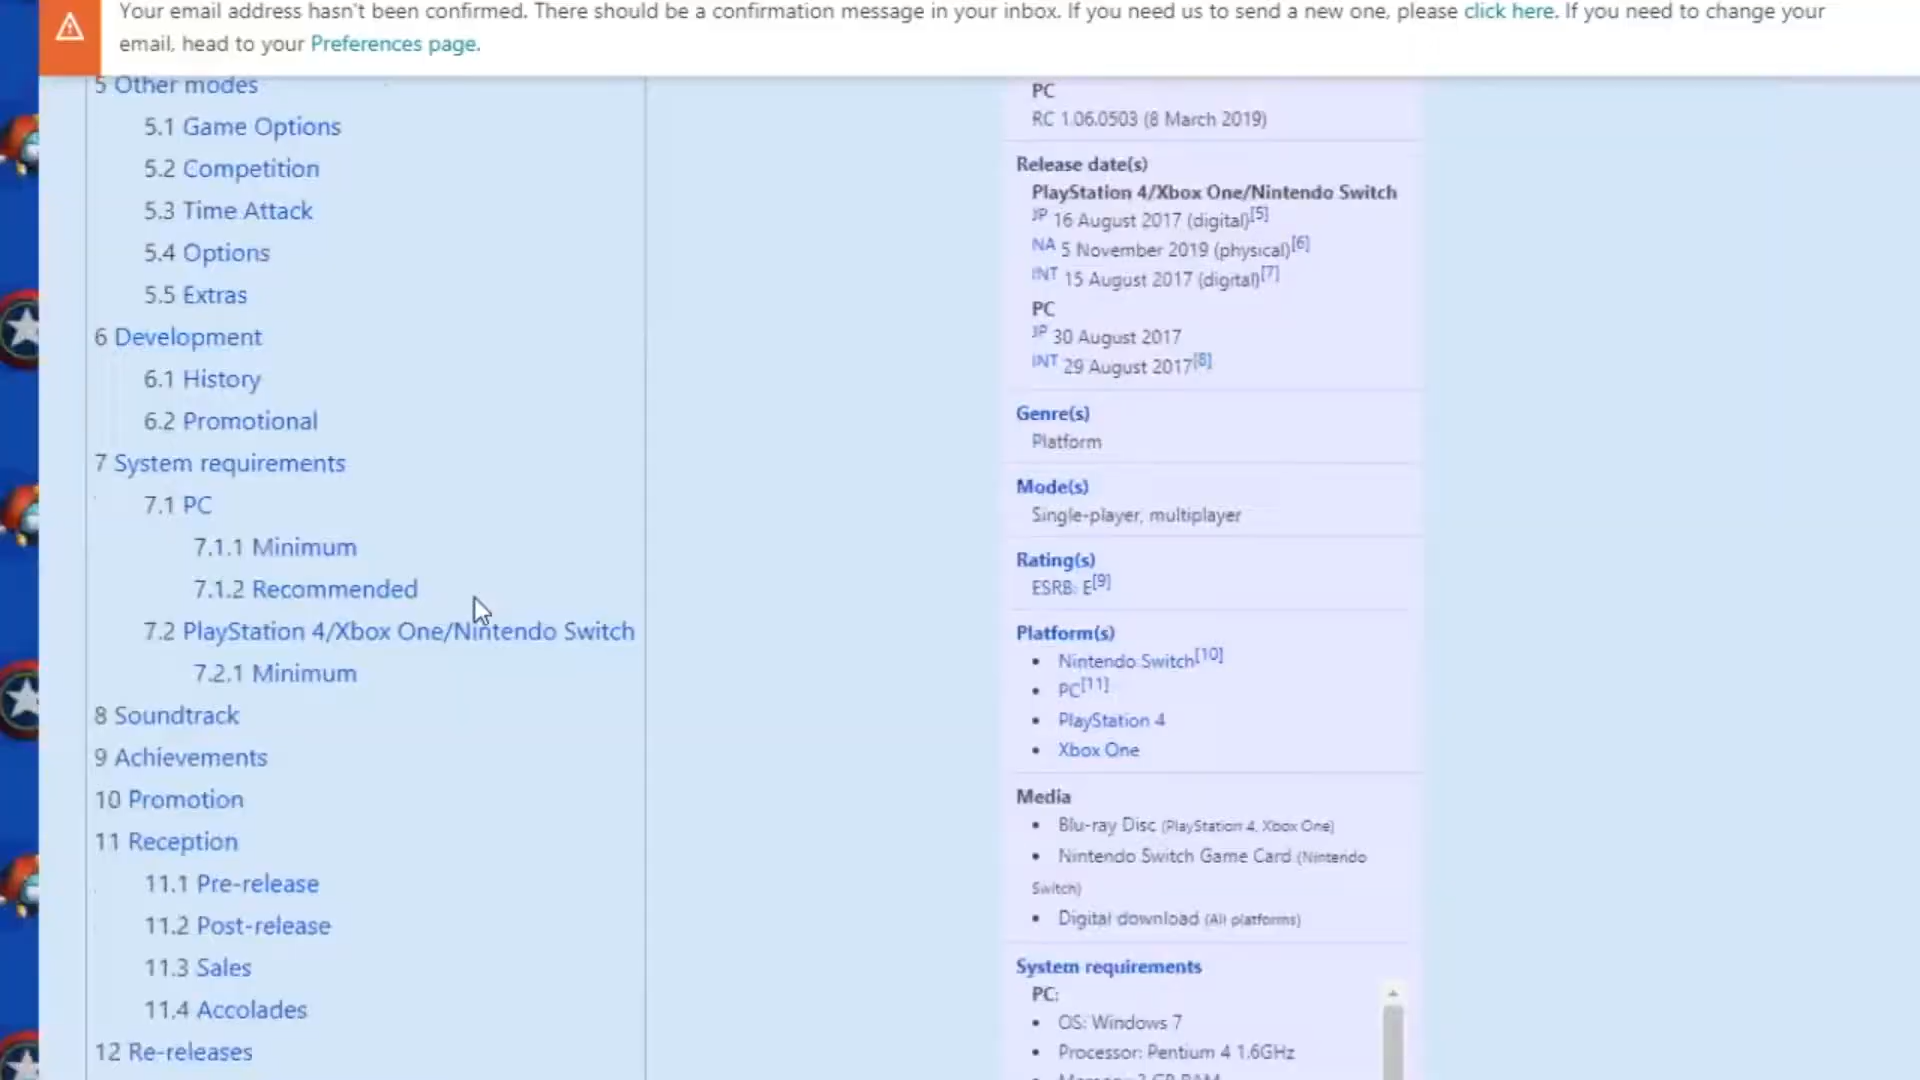 Your email address hasn't been confirmed. There should be a confirmation message in your inbox. If you need us to send a new one, please click here. If you need to change your
email, head to your Preferences page.
5 Other modes
5.1 Game Options
5.2 Competition
5.3 Time Attack
5.4 Options
5.5 Extras
6 Development
6.1 History
6.2 Promotional
7 System requirements
7.1 PC
7.1.1 Minimum
7.1.2 Recommended
7.2 PlayStation 4/Xbox One/Nintendo Switch
7.2.1 Minimum
8 Soundtrack
9 Achievements
10 Promotion
11 Reception
11.1 Pre-release
11.2 Post-release
11.3 Sales
11.4 Accolades
12 Re-releases
PC
RC 1.06.0503 (8 March 2019)
Release date(s)
PlayStation 4/Xbox One/Nintendo Switch
JP 16 August 2017 (digital)[5]
NA 5 November 2019 (physical)[6]
INT 15 August 2017 (digital)[7]
PC
JP 30 August 2017
INT 29 August 2017[8]
Genre(s)
Platform
Mode(s)
Single-player, multiplayer
Rating(s)
ESRB: E[9]
Platform(s)
• Nintendo Switch[10]
• PC[11]
• PlayStation 4
• Xbox One
Media
• Blu-ray Disc (PlayStation 4, Xbox One)
• Nintendo Switch Game Card (Nintendo
Switch)
• Digital download (All platforms)
System requirements
PC:
• OS: Windows 7
• Processor: Pentium 4 1.6GHz